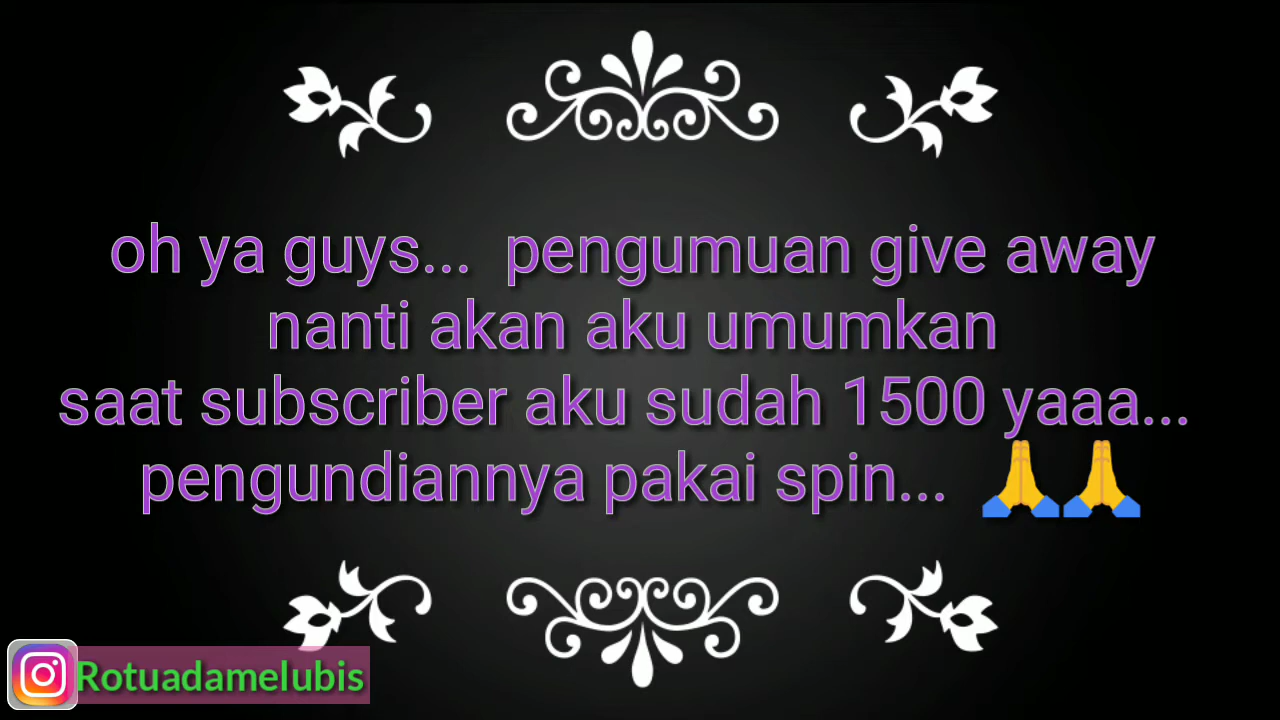 oh ya guys... pengumuan give away
nanti akan aku umumkan
saat subscriber aku sudah 1500 yaaa...
pengundiannya pakai spin... 🙏🙏
Rotuadamelubis